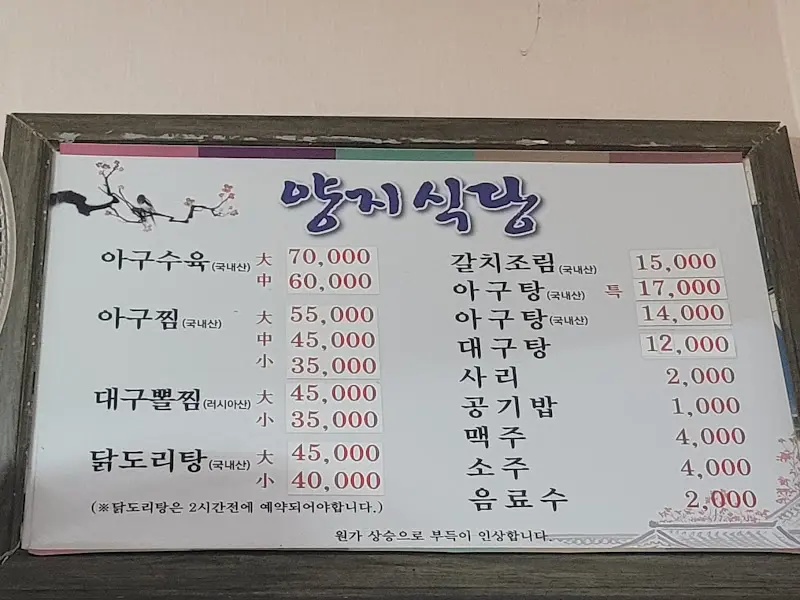 양지식당
아구수육(국내산) 大 70,000
中 60,000
아구찜(국내산) 大 55,000
中 45,000
小 35,000
대구뽈찜(러시아산) 大 45,000
小 35,000
닭도리탕(국내산) 大 45,000
小 40,000
(※닭도리탕은 2시간전에 예약되어야합니다.)
갈치조림(국내산) 15,000
아구탕(국내산) 특 17,000
아구탕(국내산) 14,000
대구탕 12,000
사리 2,000
공기밥 1,000
맥주 4,000
소주 4,000
음료수 2,000
원가 상승으로 부득이 인상합니다.